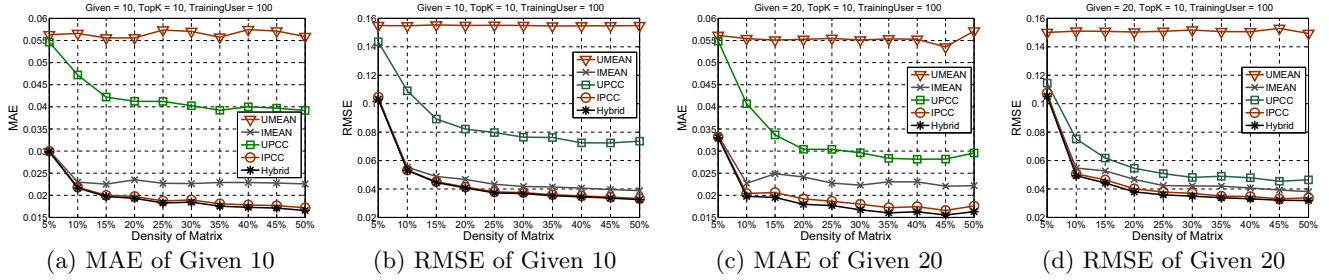 Given = 10, TopK = 10, TrainingUser = 100
0.06
0.055
0.05
0.045
0.04
0.035
0.03
0.025
0.02
0.015
MAE
UMEAN
IMEAN
UPCC
IPCC
Hybrid
5% 10% 15% 20% 25% 30% 35% 40% 45% 50%
Density of Matrix
(a) MAE of Given 10
Given = 10, TopK = 10, TrainingUser = 100
0.16
0.14
0.12
0.1
0.08
0.06
0.04
0.02
RMSE
UMEAN
IMEAN
UPCC
IPCC
Hybrid
5% 10% 15% 20% 25% 30% 35% 40% 45% 50%
Density of Matrix
(b) RMSE of Given 10
Given = 20, TopK = 10, TrainingUser = 100
0.06
0.055
0.05
0.045
0.04
0.035
0.03
0.025
0.02
0.015
MAE
UMEAN
IMEAN
UPCC
IPCC
Hybrid
5% 10% 15% 20% 25% 30% 35% 40% 45% 50%
Density of Matrix
(c) MAE of Given 20
Given = 20, TopK = 10, TrainingUser = 100
0.16
0.14
0.12
0.1
0.08
0.06
0.04
0.02
RMSE
UMEAN
IMEAN
UPCC
IPCC
Hybrid
5% 10% 15% 20% 25% 30% 35% 40% 45% 50%
Density of Matrix
(d) RMSE of Given 20